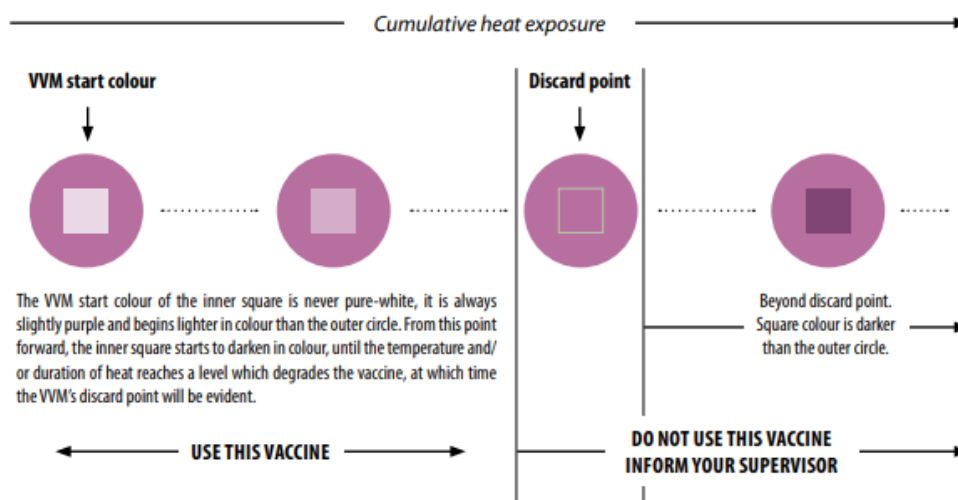 Cumulative heat exposure
VVM start colour
Discard point
The VVM start colour of the inner square is never pure-white, it is always
slightly purple and begins lighter in colour than the outer circle. From this point
forward, the inner square starts to darken in colour, until the temperature and/
or duration of heat reaches a level which degrades the vaccine, at which time
the VVM's discard point will be evident.
Beyond discard point.
Square colour is darker
than the outer circle.
USE THIS VACCINE
DO NOT USE THIS VACCINE
INFORM YOUR SUPERVISOR